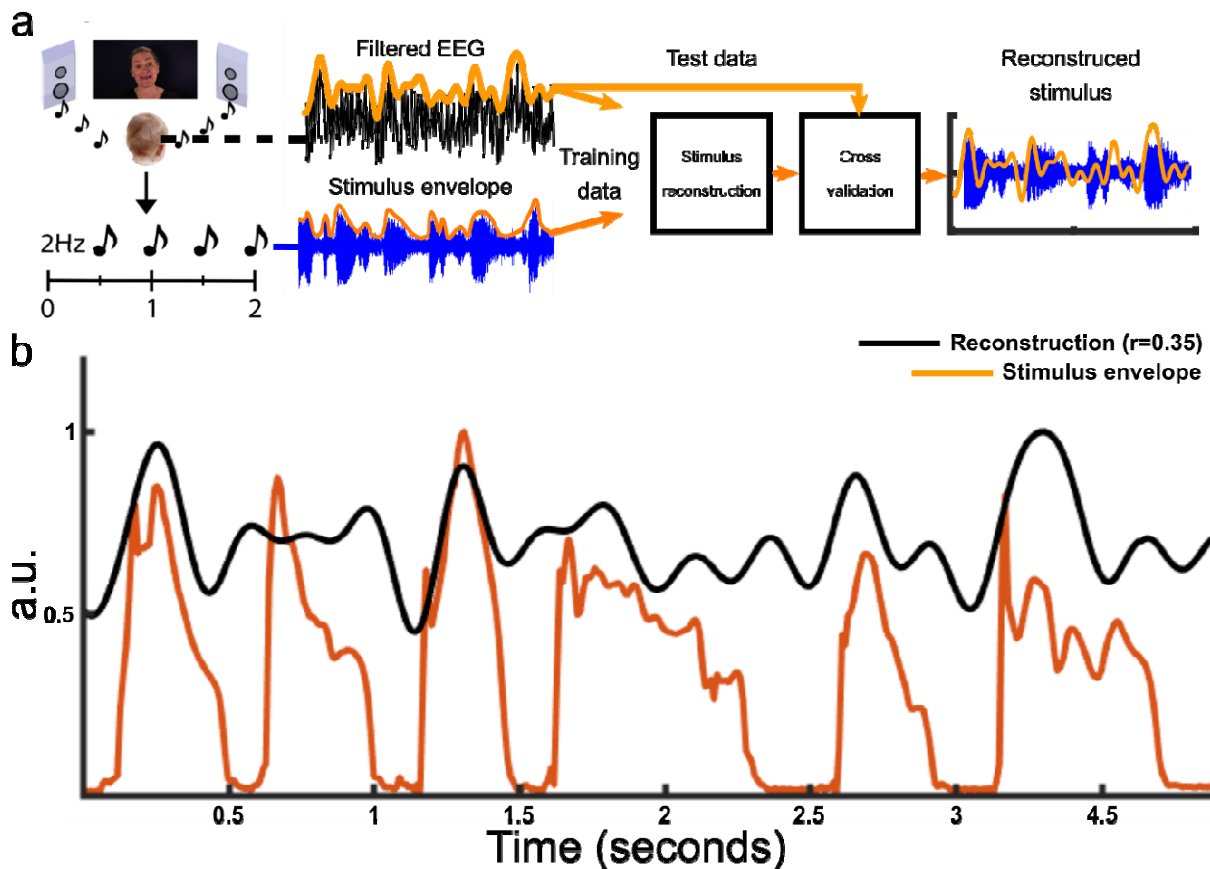 a
Filtered EEG
Test data
Reconstruced
stimulus
Training
data
Stimulus
reconstruction
Cross
validation
Stimulus envelope
2Hz
0 1 2
b
Reconstruction (r=0.35)
Stimulus envelope
1
0.5
a.u.
0.5 1 1.5 2 2.5 3 4.5
Time (seconds)